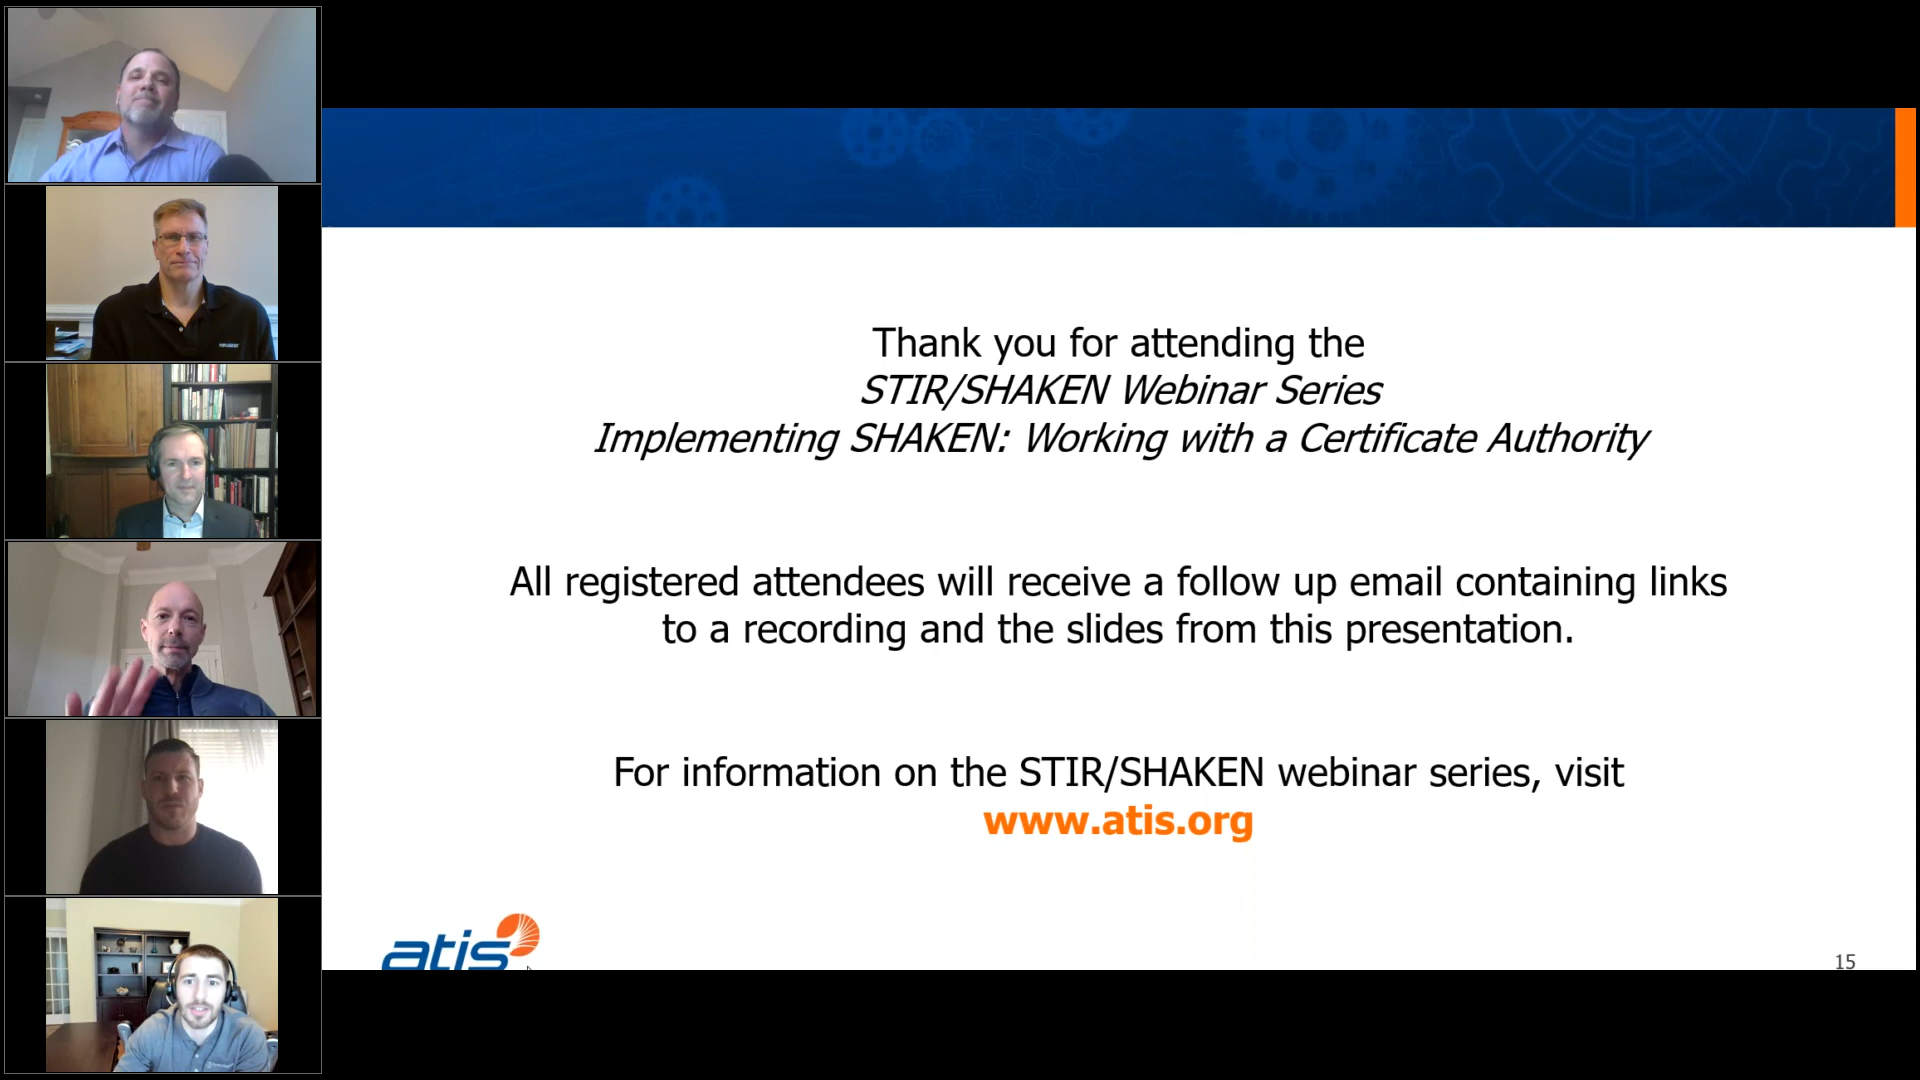 Thank you for attending the
STIR/SHAKEN Webinar Series
Implementing SHAKEN: Working with a Certificate Authority
All registered attendees will receive a follow up email containing links
to a recording and the slides from this presentation.
For information on the STIR/SHAKEN webinar series, visit
www.atis.org
atis
15